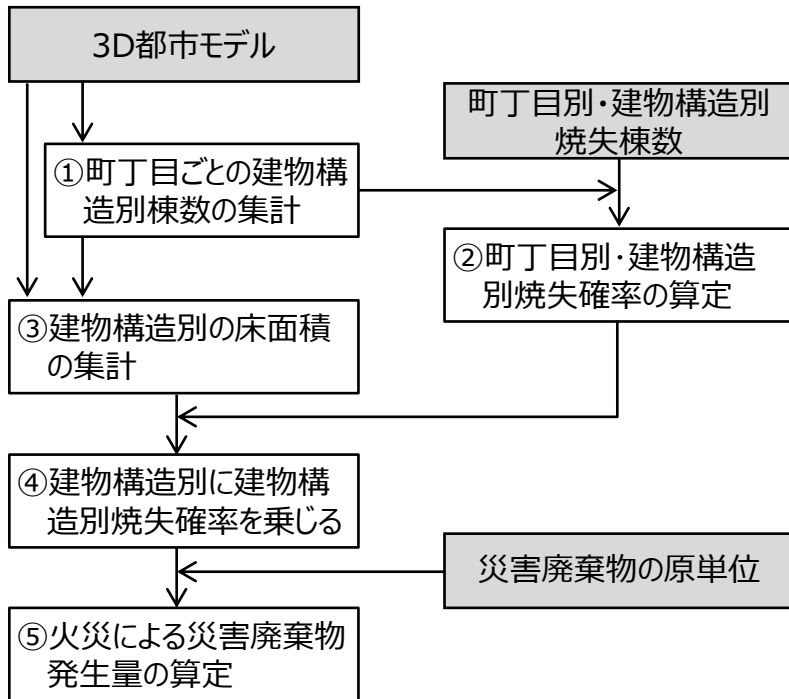 3D都市モデル
町丁目別・建物構造別
焼失棟数
①町丁目ごとの建物構
造別棟数の集計
②町丁目別・建物構造
別焼失確率の算定
③建物構造別の床面積
の集計
④建物構造別に建物構
造別焼失確率を乗じる
災害廃棄物の原単位
⑤火災による災害廃棄物
発生量の算定